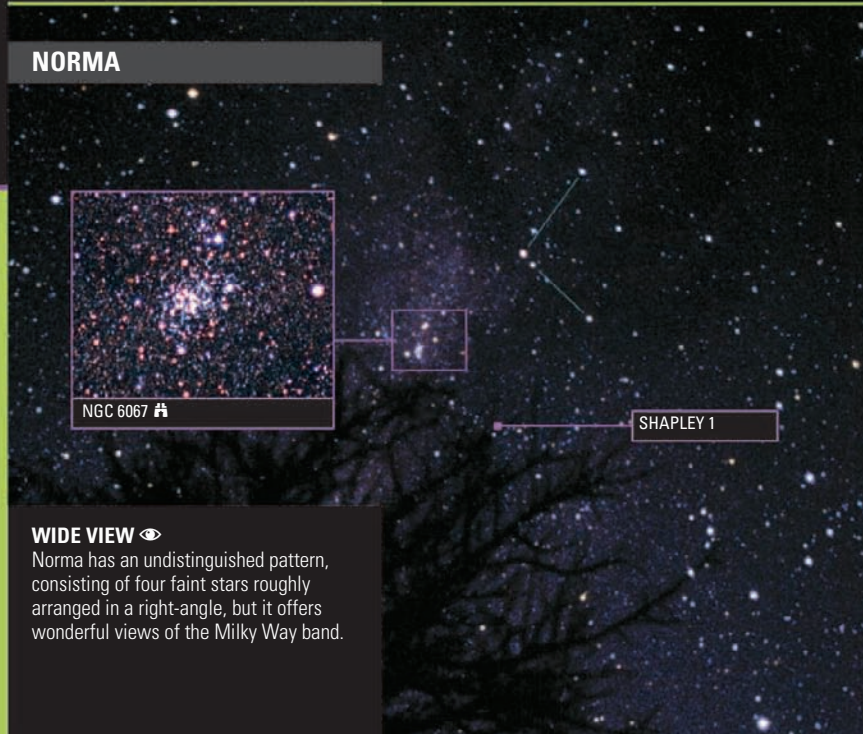 NORMA
NGC 6067
SHAPLEY 1
WIDE VIEW
Norma has an undistinguished pattern,
consisting of four faint stars roughly
arranged in a right-angle, but it offers
wonderful views of the Milky Way band.